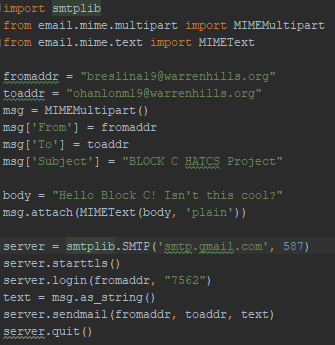 import smtplib
from email.mime.multipart import MIMEMultipart
from email.mime.text import MIMEText
fromaddr = "breslinal9@warrenhills.org"
toaddr = "ohanlonml9@warrenhills.org"
msg = MIMEMultipart()
msg['From'] = fromaddr
msg['To'] = toaddr
msg['Subject'] = "BLOCK C HATCS Project"
body = "Hello Block C! Isn't this cool?"
msg.attach(MIMEText(body, 'plain'))
server = smtplib.SMTP('smtp.gmail.com', 587)
server.starttls()
server.login(fromaddr, "7562")
text = msg.as_string()
server.sendmail(fromaddr, toaddr, text)
server.quit()